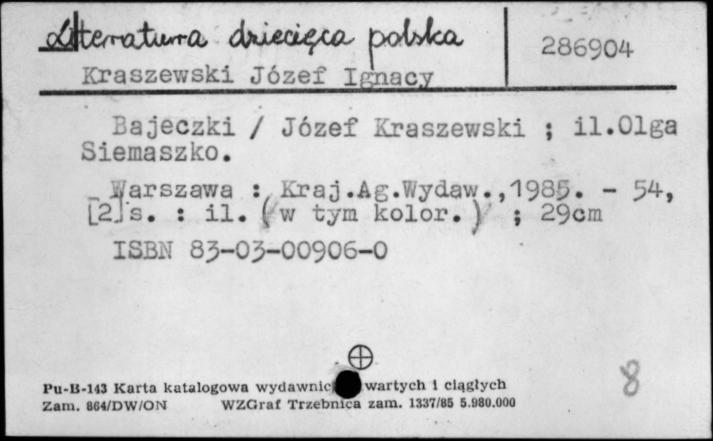 Literatura dziecięca polska
286904
Kraszewski Józef Ignacy
Bajeczki / Józef Kraszewski ; il.Olga
Siemaszko.
Warszawa : Kraj.Ag.Wydaw.,1985. - 54,
[2]s. : il. (w tym kolor.) ; 29cm
ISBN 83-03-00906-0
8
Pu-B-143 Karta katalogowa wydawnic wartych i ciągłych
Zam. 864/DW/ON WZGraf Trzebnica zam. 1337/85 5.980.000